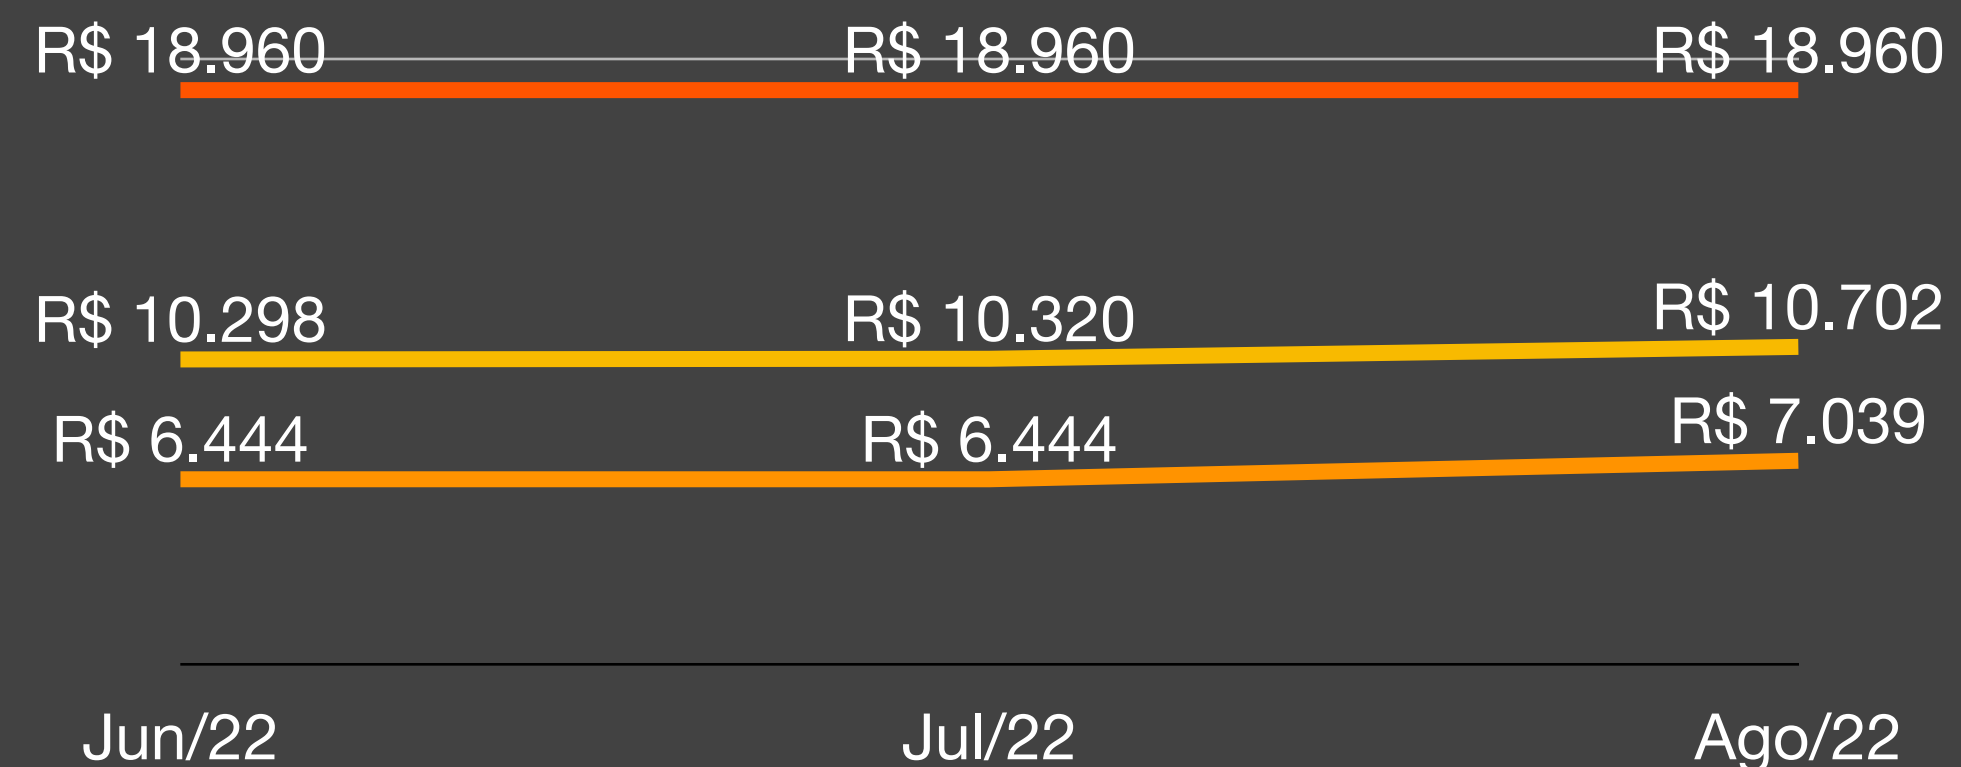 R$ 18.960 R$ 18.960 R$ 18.960
R$ 10.298 R$ 10.320 R$ 10.702
R$ 6.444 R$ 6.444 R$ 7.039
Jun/22 Jul/22 Ago/22